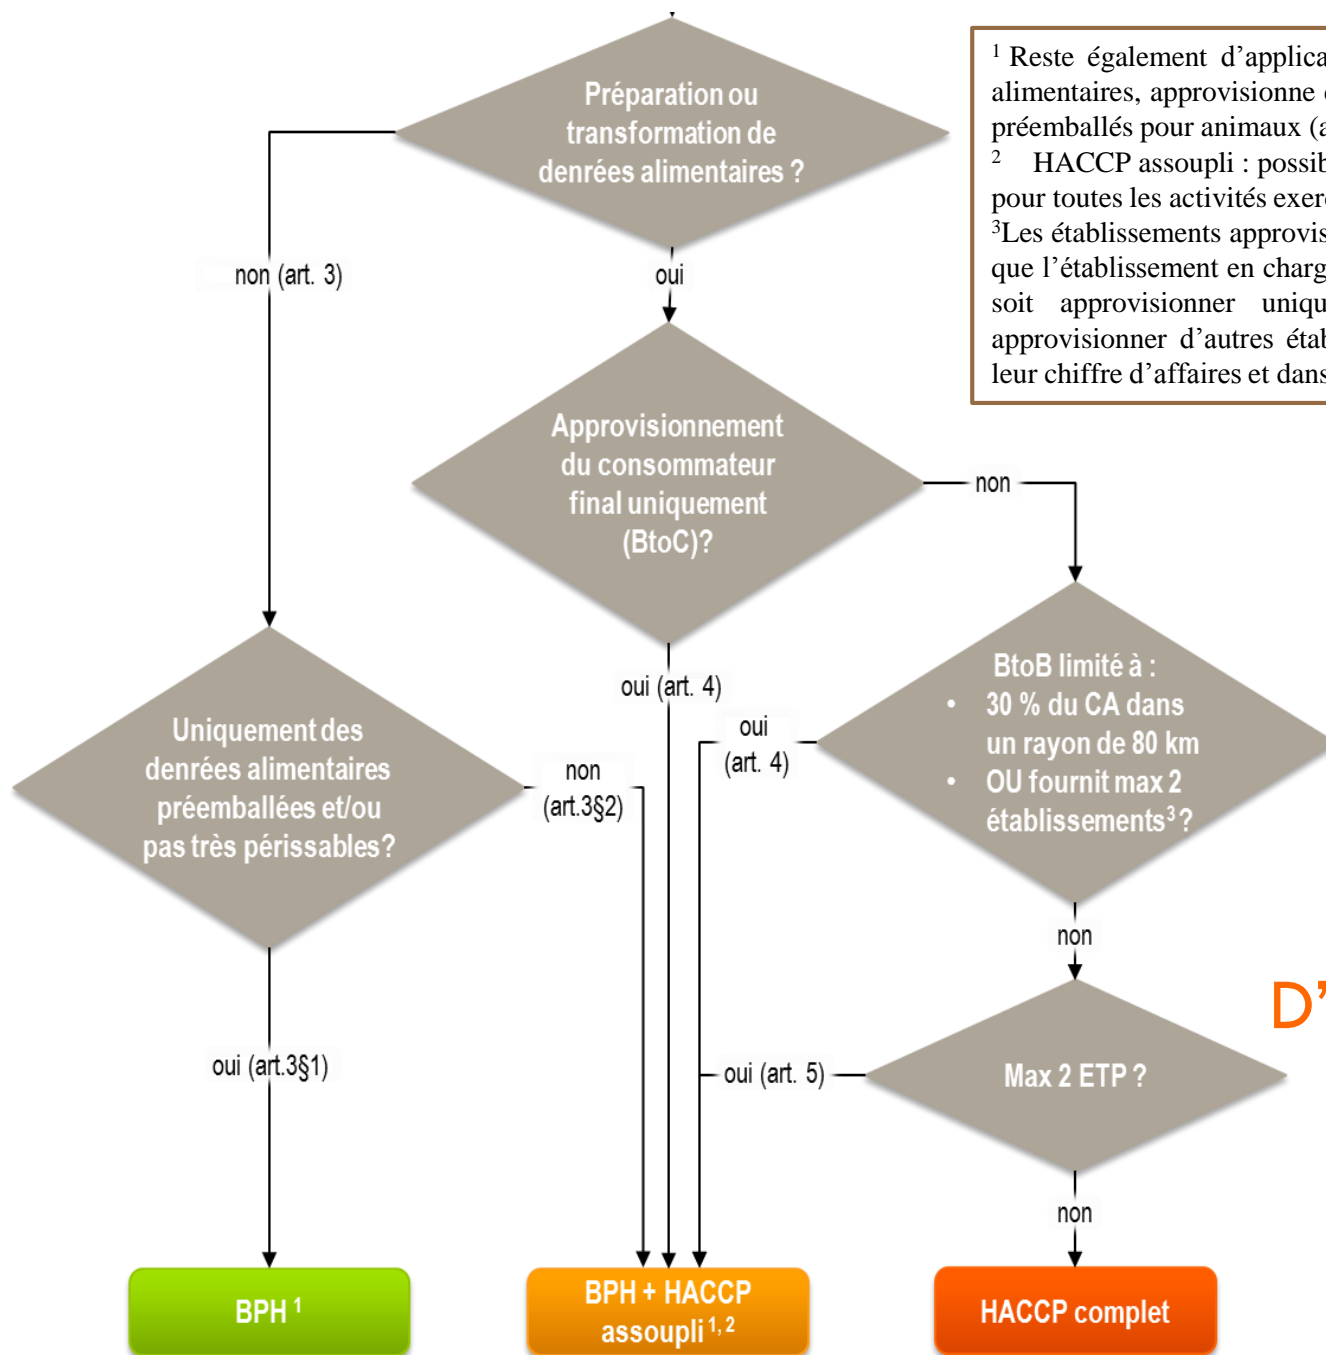 Préparation ou
transformation de
denrées alimentaires ?
¹ Reste également d'applica
alimentaires, approvisionne
préemballés pour animaux (a
² HACCP assoupli : possib
pour toutes les activités exer
³Les établissements approvis
que l'établissement en charg
soit approvisionner uniqu
approvisionner d'autres étab
leur chiffre d'affaires et dans
non (art. 3)
oui
Approvisionnement
du consommateur
final uniquement
(BtoC)?
non
oui (art. 4)
BtoB limité à :
• 30 % du CA dans
un rayon de 80 km
• OU fournit max 2
établissements³ ?
oui
(art. 4)
Uniquement des
denrées alimentaires
préemballées et/ou
pas très périssables?
non
(art.3§2)
non
D'
oui (art.3§1)
oui (art. 5)
Max 2 ETP ?
non
BPH ¹
BPH + HACCP
assoupli ¹, ²
HACCP complet